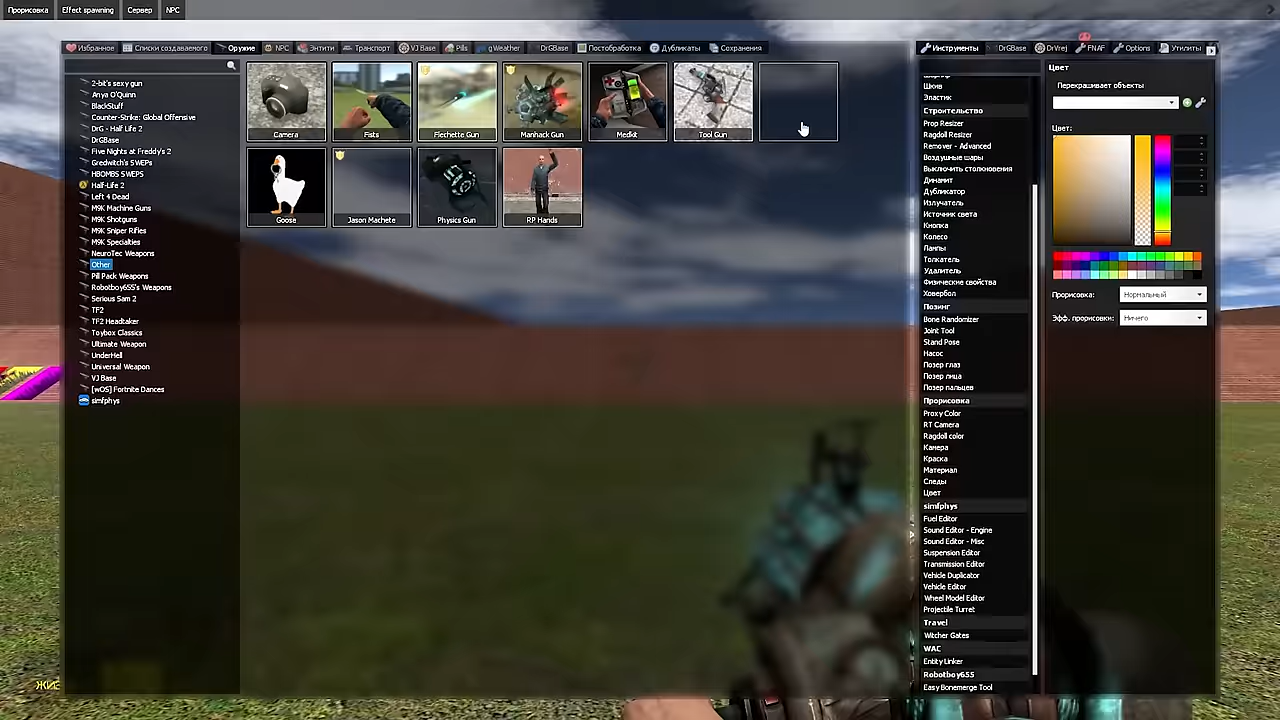 Прорисовка
Effect spawning
Сервер
NPC
Избранное
Списки создаваемого
Оружие
NPC
Энтити
Транспорт
VJ Base
Pills
gWeather
DrGBase
Постобработка
Дубликаты
Сохранения
2-bit's sexy gun
Anya O'Quinn
BlackStuff
Counter-Strike: Global Offensive
DrG - Half Life 2
DrGBase
Five Nights at Freddy's 2
Gredwitch's SWEPs
HBOMBS SWEPS
Half-Life 2
Left 4 Dead
M9K Machine Guns
M9K Shotguns
M9K Sniper Rifles
M9K Specialties
NeuroTec Weapons
Other
Pill Pack Weapons
Robotboy655's Weapons
Serious Sam 2
TF2
TF2 Headtaker
Toybox Classics
Ultimate Weapon
UnderHell
Universal Weapon
VJ Base
[wOS] Fortnite Dances
simfphys
Camera
Fists
Flechette Gun
Manhack Gun
Medkit
Tool Gun
Goose
Jason Machete
Physics Gun
RP Hands
Инструменты
DrGBase
DrVrej
FNAF
Options
Утилиты
Шкив
Эластик
Строительство
Prop Resizer
Ragdoll Resizer
Remover - Advanced
Воздушные шары
Выключить столкновения
Динамит
Дубликатор
Излучатель
Источник света
Кнопка
Колесо
Лампы
Толкатель
Удалитель
Физические свойства
Ховербол
Позинг
Bone Randomizer
Joint Tool
Stand Pose
Насос
Позер глаз
Позер лица
Позер пальцев
Прорисовка
Proxy Color
RT Camera
Ragdoll color
Камера
Краска
Материал
Следы
Цвет
simfphys
Fuel Editor
Sound Editor - Engine
Sound Editor - Misc
Suspension Editor
Transmission Editor
Vehicle Duplicator
Vehicle Editor
Wheel Model Editor
Projectile Turret
Travel
Witcher Gates
WAC
Entity Linker
Robotboy655
Easy Bonemerge Tool
Цвет
Перекрашивает объекты
Цвет:
Прорисовка:
Нормальный
Эфф. прорисовки:
Ничего